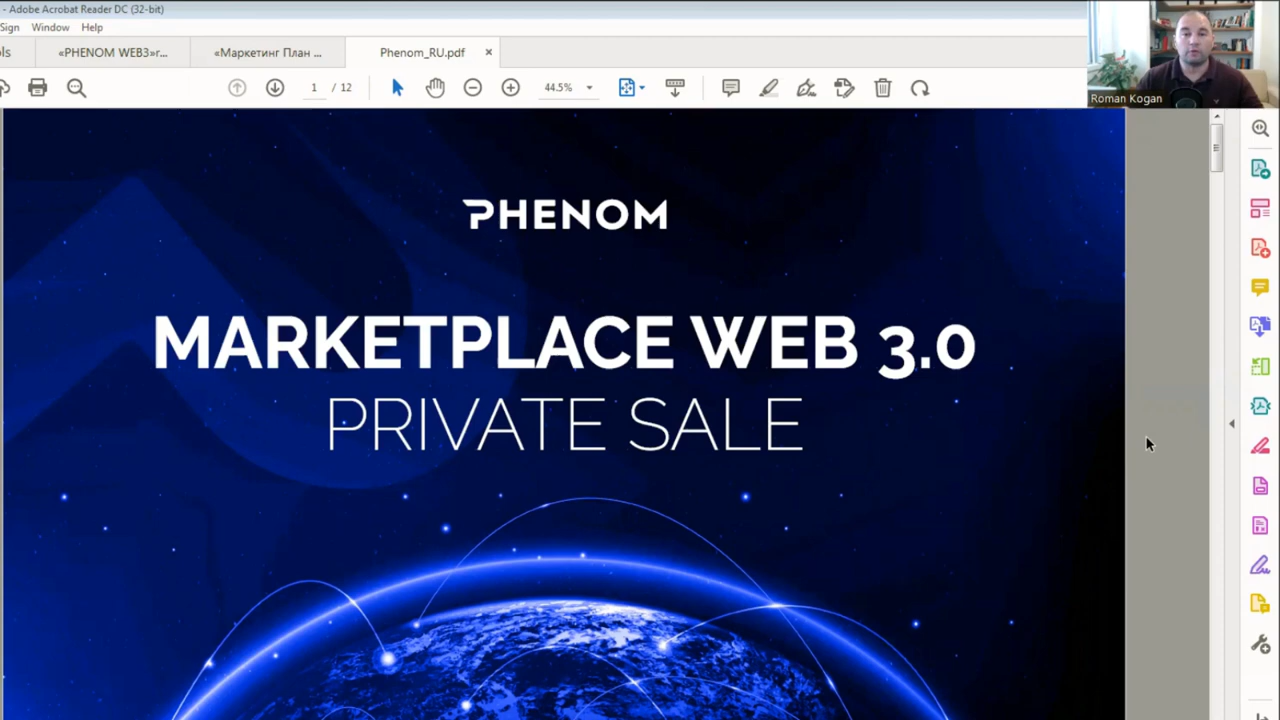 - Adobe Acrobat Reader DC (32-bit)
Sign Window Help
ols
«PHENOM WEB3»г...
«Маркетинг План ...
Phenom_RU.pdf
1 / 12
44.5%
Roman Kogan
PHENOM
MARKETPLACE WEB 3.0
PRIVATE SALE